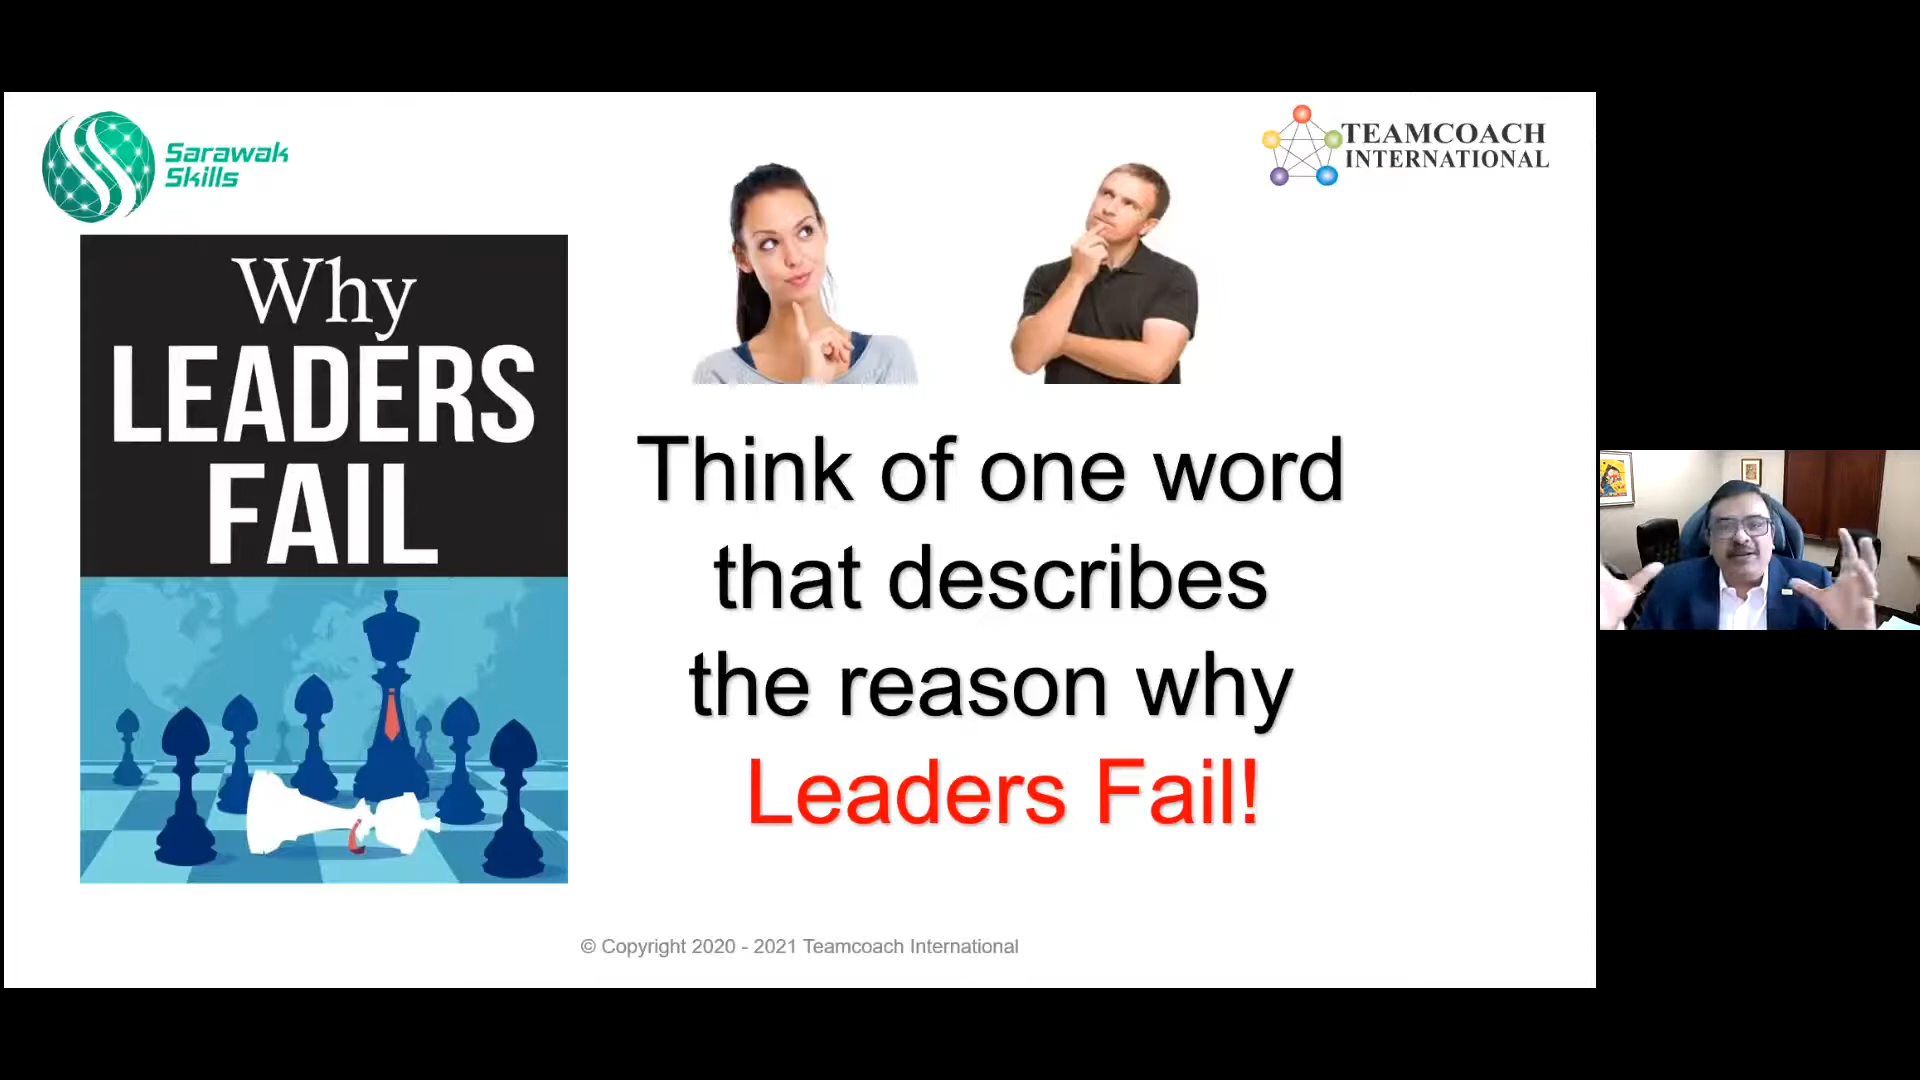 Sarawak
Skills
TEAMCOACH
INTERNATIONAL
Why
LEADERS
FAIL
Think of one word
that describes
the reason why
Leaders Fail!
© Copyright 2020 - 2021 Teamcoach International